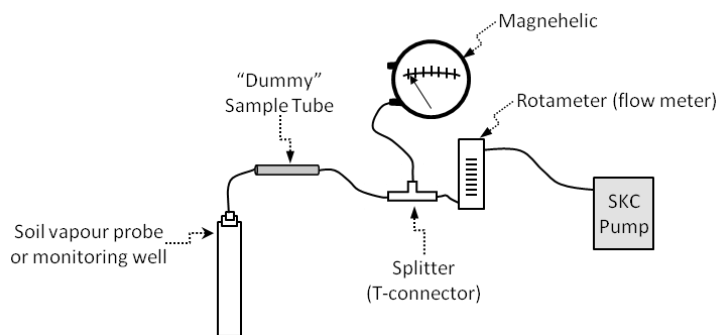 Magnehelic
“Dummy”
Sample Tube
Rotameter (flow meter)
SKC
Pump
Soil vapour probe
or monitoring well
Splitter
(T-connector)